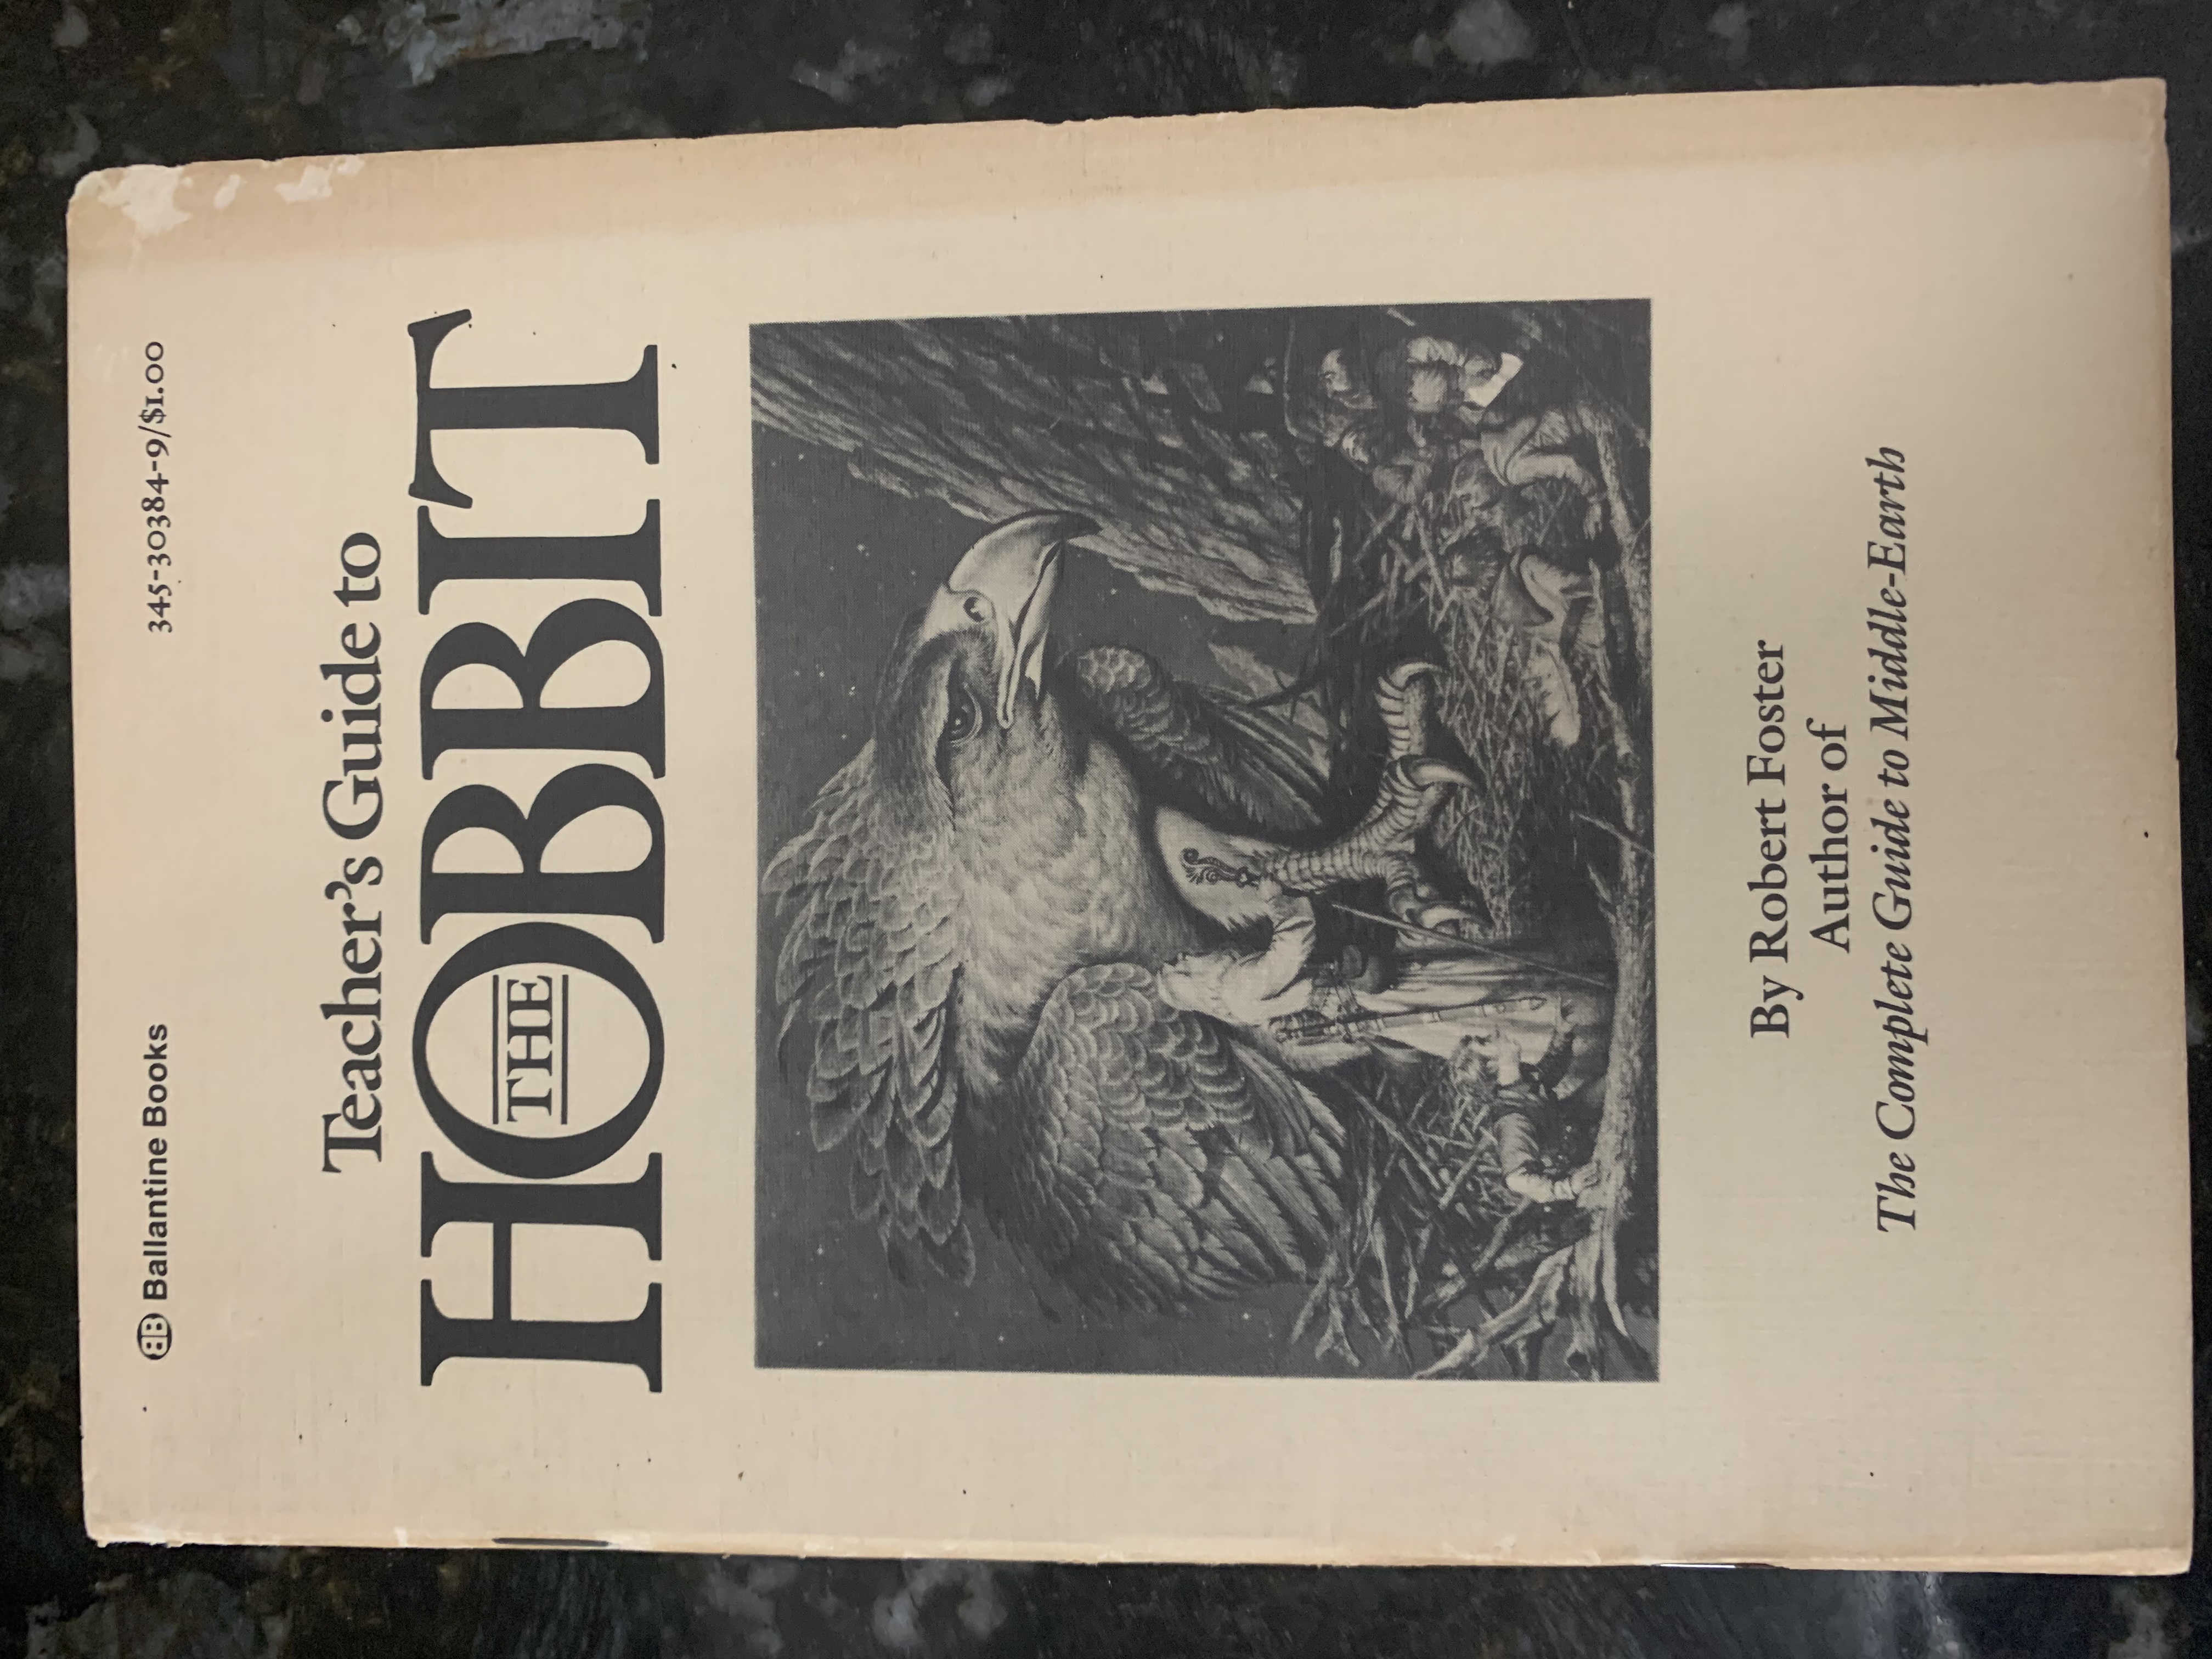 BB Ballantine Books
345-30384-9/$1.00
Teacher's Guide to
THE
HOBBIT
By Robert Foster
Author of
The Complete Guide to Middle-Earth